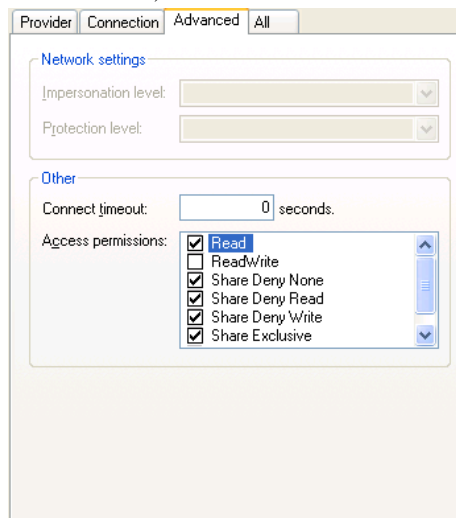 Provider Connection Advanced All
Network settings
Impersonation level:
Protection level:
Other
Connect timeout: 0 seconds.
Access permissions: Read
ReadWrite
Share Deny None
Share Deny Read
Share Deny Write
Share Exclusive